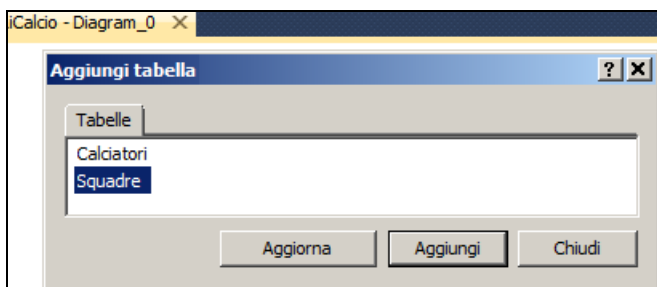 iCalcio - Diagram_0
Aggiungi tabella
Tabelle
Calciatori
Squadre
Aggiorna Aggiungi Chiudi